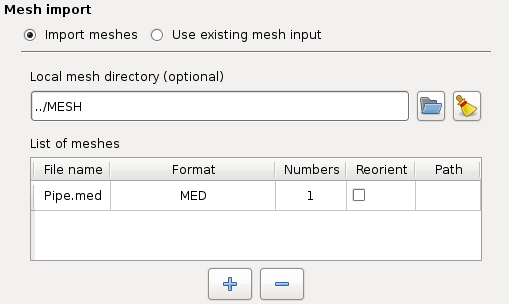 Mesh import
Import meshes Use existing mesh input
Local mesh directory (optional)
../MESH
List of meshes
File name Format Numbers Reorient Path
Pipe.med MED 1